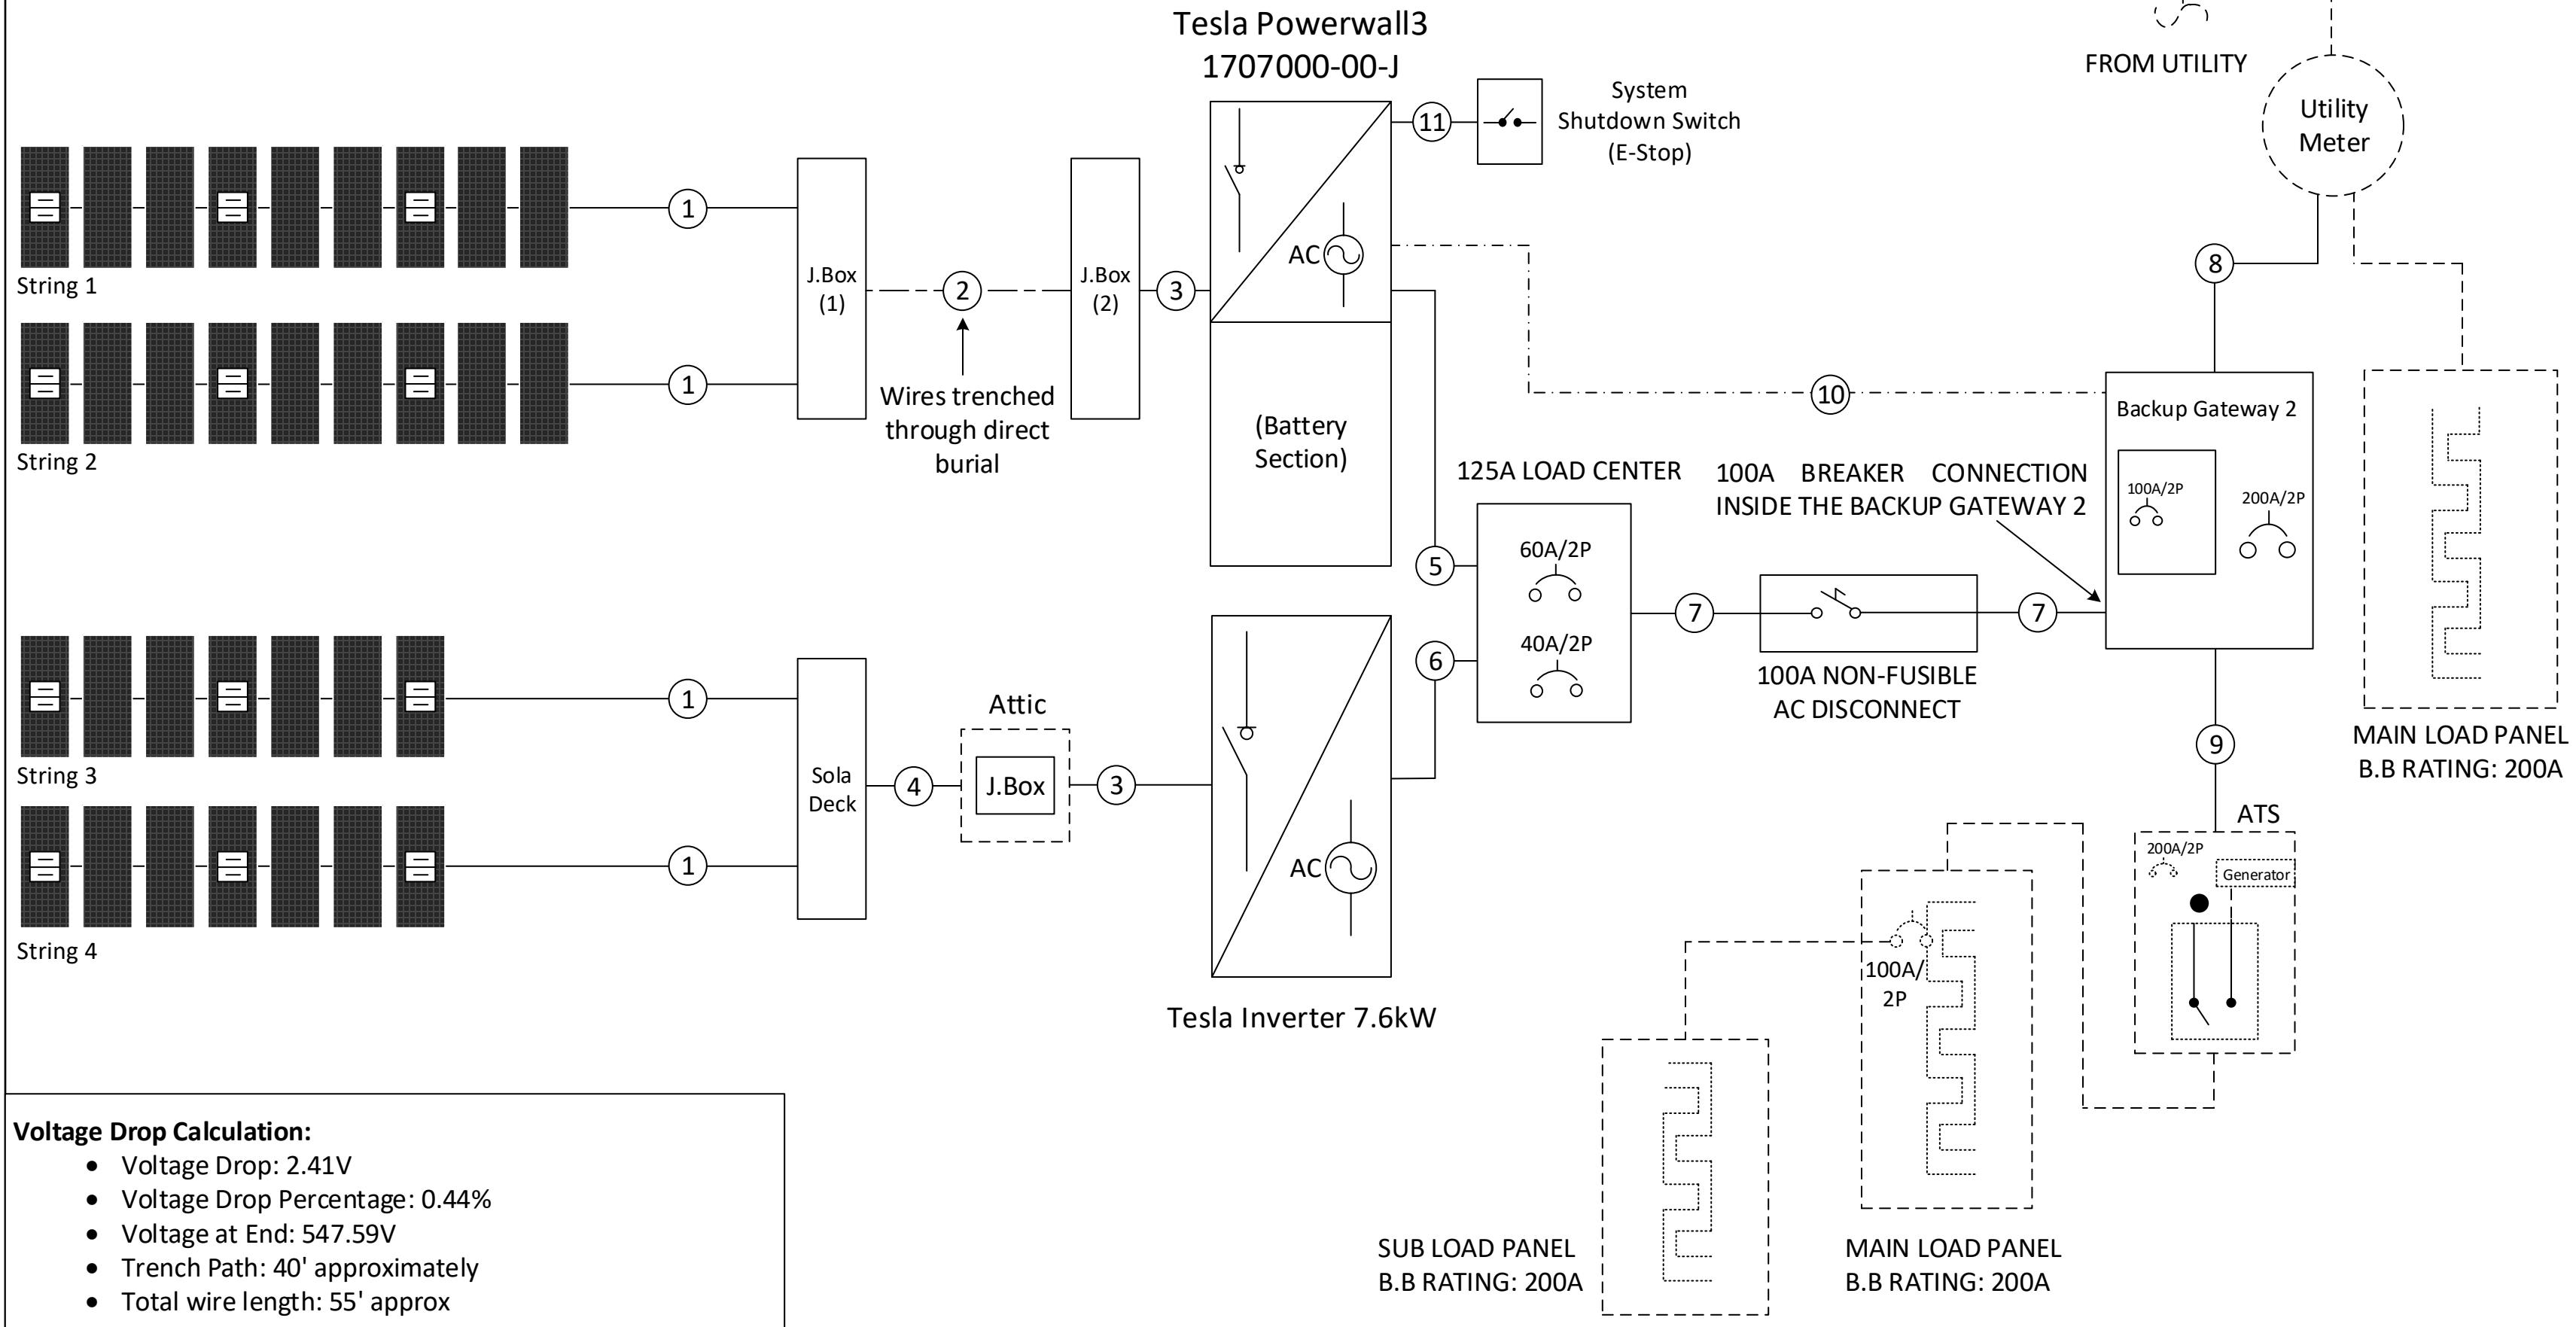 Tesla Powerwall3
1707000-00-J
FROM UTILITY
Utility
Meter
11
System
Shutdown Switch
(E-Stop)
String 1
1
J.Box
(1)
2
J.Box
(2)
3
AC
8
String 2
1
Wires trenched
through direct
burial
(Battery
Section)
10
Backup Gateway 2
100A/2P
200A/2P
125A LOAD CENTER
100A BREAKER CONNECTION
INSIDE THE BACKUP GATEWAY 2
60A/2P
40A/2P
5
6
7
7
100A NON-FUSIBLE
AC DISCONNECT
MAIN LOAD PANEL
B.B RATING: 200A
String 3
1
Sola
Deck
4
Attic
J.Box
3
AC
9
String 4
1
Tesla Inverter 7.6kW
ATS
200A/2P
Generator
100A/
2P
SUB LOAD PANEL
B.B RATING: 200A
MAIN LOAD PANEL
B.B RATING: 200A
Voltage Drop Calculation:
• Voltage Drop: 2.41V
• Voltage Drop Percentage: 0.44%
• Voltage at End: 547.59V
• Trench Path: 40' approximately
• Total wire length: 55' approx